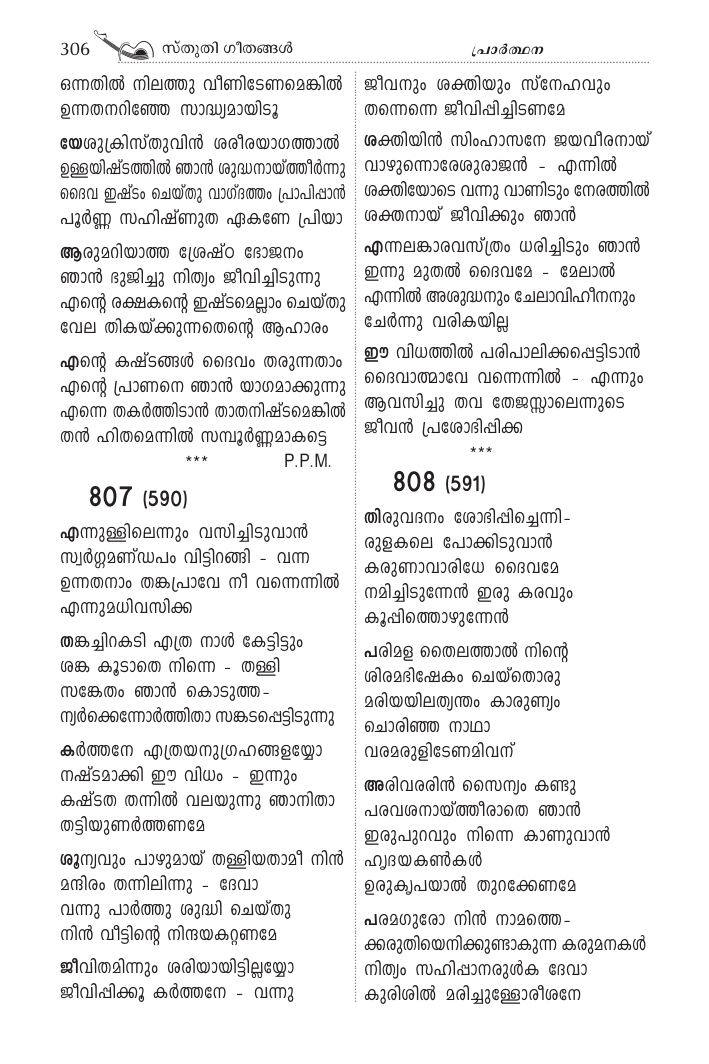 306 സ്തുതി ഗീതങ്ങൾ പ്രാർത്ഥന
ഒന്നതിൽ നിലത്തു വീണിടേണമെങ്കിൽ
ഉന്നതനറിഞ്ഞേ സാദ്ധ്യമായിടൂ
യേശുക്രിസ്തുവിൻ ശരീരയാഗത്താൽ
ഉള്ളയിഷ്ടത്തിൽ ഞാൻ ശുദ്ധനായ്ത്തീർന്നു
ദൈവ ഇഷ്ടം ചെയ്തു വാഗ്ദത്തം പ്രാപിപ്പാൻ
പൂർണ്ണ സഹിഷ്ണുത ഏകണേ പ്രിയാ
ആരുമറിയാത്ത ശ്രേഷ്ഠ ഭോജനം
ഞാൻ ഭുജിച്ചു നിത്യം ജീവിച്ചിടുന്നു
എന്റെ രക്ഷകന്റെ ഇഷ്ടമെല്ലാം ചെയ്തു
വേല തികയ്ക്കുന്നതെന്റെ ആഹാരം
എന്റെ കഷ്ടങ്ങൾ ദൈവം തരുന്നതാം
എന്റെ പ്രാണനെ ഞാൻ യാഗമാക്കുന്നു
എന്നെ തകർത്തിടാൻ താതനിഷ്ടമെങ്കിൽ
തൻ ഹിതമെന്നിൽ സമ്പൂർണ്ണമാകട്ടെ
*** P.P.M.
807 (590)
എന്നുള്ളിലെന്നും വസിച്ചിടുവാൻ
സ്വർഗ്ഗമണ്ഡപം വിട്ടിറങ്ങി - വന്ന
ഉന്നതനാം തങ്കപ്രാവേ നീ വന്നെന്നിൽ
എന്നുമധിവസിക്ക
തങ്കച്ചിറകടി എത്ര നാൾ കേട്ടിട്ടും
ശങ്ക കൂടാതെ നിന്നെ - തള്ളി
സങ്കേതം ഞാൻ കൊടുത്ത-
ന്യർക്കെന്നോർത്തിതാ സങ്കടപ്പെട്ടിടുന്നു
കർത്തനേ എത്രയനുഗ്രഹങ്ങളയ്യോ
നഷ്ടമാക്കി ഈ വിധം - ഇന്നും
കഷ്ടത തന്നിൽ വലയുന്നു ഞാനിതാ
തട്ടിയുണർത്തണമേ
ശൂന്യവും പാഴുമായ് തള്ളിയതാമീ നിൻ
മന്ദിരം തന്നിലിന്നു - ദേവാ
വന്നു പാർത്തു ശുദ്ധി ചെയ്തു
നിൻ വീട്ടിന്റെ നിന്ദയകറ്റണമേ
ജീവിതമിന്നും ശരിയായിട്ടില്ലയ്യോ
ജീവിപ്പിക്കൂ കർത്തനേ - വന്നു
ജീവനും ശക്തിയും സ്നേഹവും
തന്നെന്നെ ജീവിപ്പിച്ചിടണമേ
ശക്തിയിൻ സിംഹാസനേ ജയവീരനായ്
വാഴുന്നൊരേശുരാജൻ - എന്നിൽ
ശക്തിയോടെ വന്നു വാണിടും നേരത്തിൽ
ശക്തനായ് ജീവിക്കും ഞാൻ
എന്നലങ്കാരവസ്ത്രം ധരിച്ചിടും ഞാൻ
ഇന്നു മുതൽ ദൈവമേ - മേലാൽ
എന്നിൽ അശുദ്ധനും ചേലാവിഹീനനും
ചേർന്നു വരികയില്ല
ഈ വിധത്തിൽ പരിപാലിക്കപ്പെട്ടിടാൻ
ദൈവാത്മാവേ വന്നെന്നിൽ - എന്നും
ആവസിച്ചു തവ തേജസ്സാലെന്നുടെ
ജീവൻ പ്രശോഭിപ്പിക്ക
***
808 (591)
തിരുവദനം ശോഭിപ്പിച്ചെന്നി-
രുളകലെ പോക്കിടുവാൻ
കരുണാവാരിധേ ദൈവമേ
നമിച്ചിടുന്നേൻ ഇരു കരവും
കൂപ്പിത്തൊഴുന്നേൻ
പരിമള തൈലത്താൽ നിന്റെ
ശിരമഭിഷേകം ചെയ്തൊരു
മരിയയിലത്യന്തം കാരുണ്യം
ചൊരിഞ്ഞ നാഥാ
വരമരുളിടേണമിവന്
അരിവരരിൻ സൈന്യം കണ്ടു
പരവശനായ്ത്തീരാതെ ഞാൻ
ഇരുപുറവും നിന്നെ കാണുവാൻ
ഹൃദയകൺകൾ
ഉരുകൃപയാൽ തുറക്കേണമേ
പരമഗുരോ നിൻ നാമത്തെ-
ക്കരുതിയെനിക്കുണ്ടാകുന്ന കരുമനകൾ
നിത്യം സഹിപ്പാനരുൾക ദേവാ
കുരിശിൽ മരിച്ചുള്ളോരീശനേ